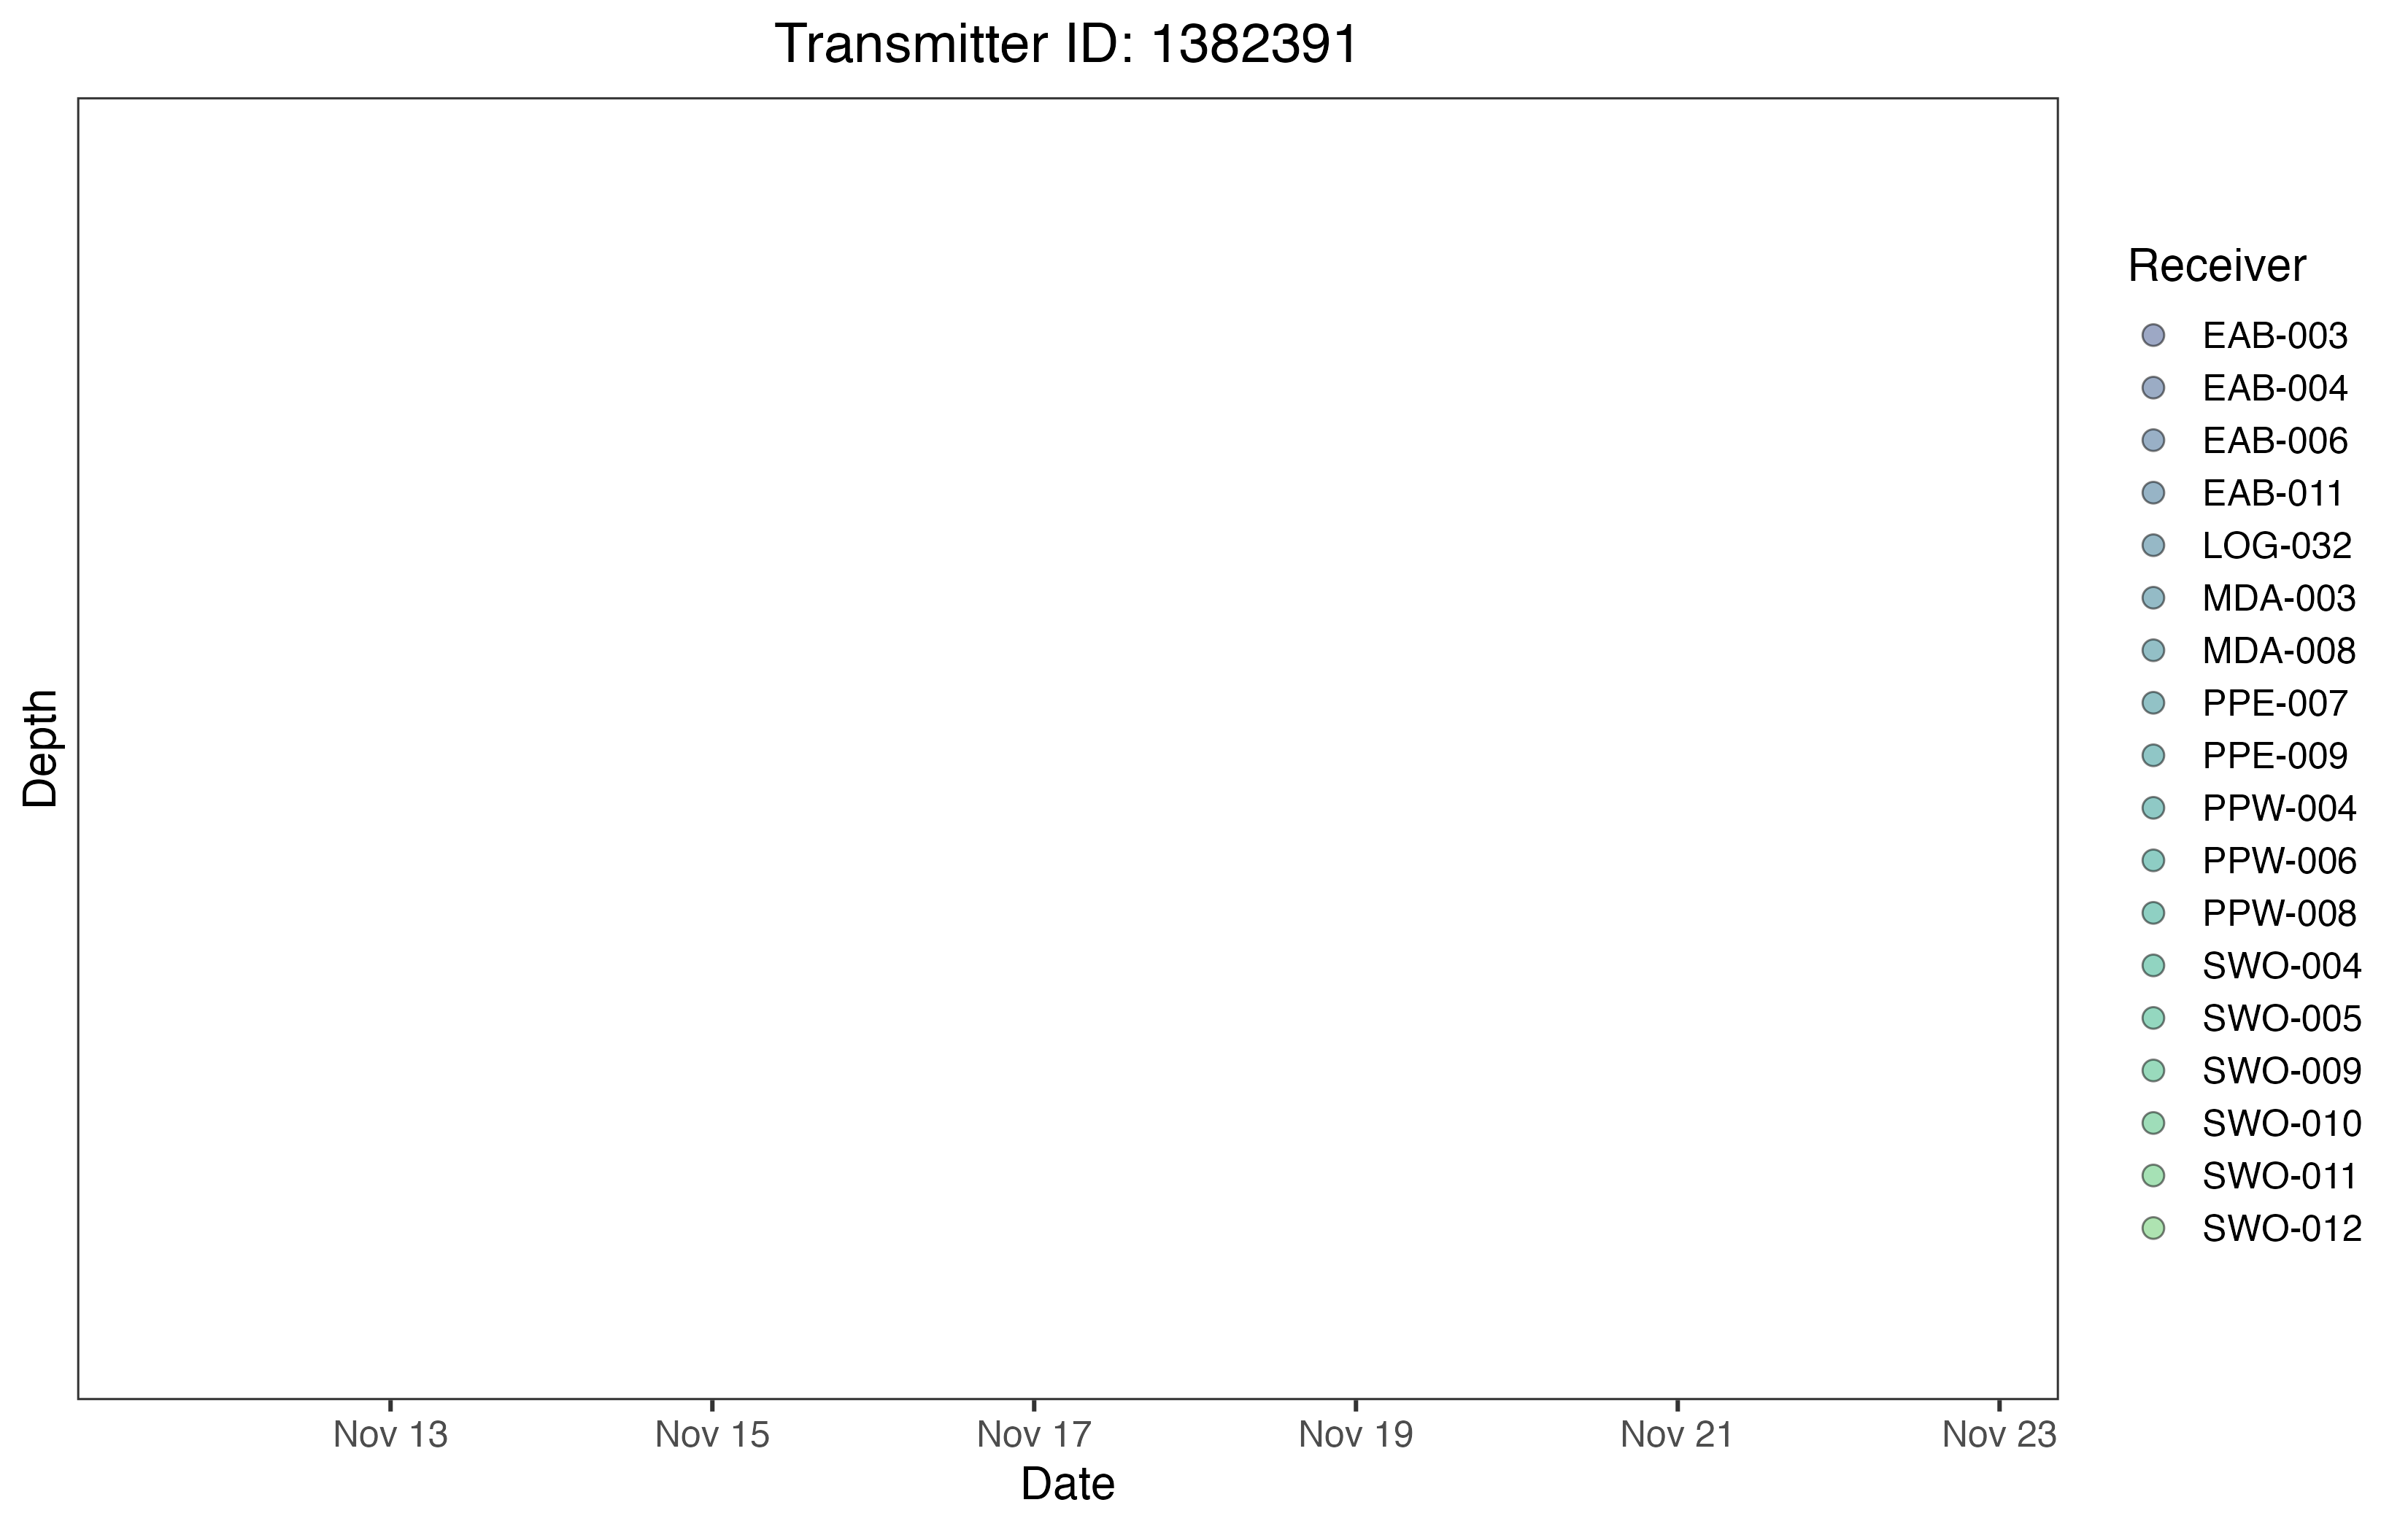 Transmitter ID: 1382391
Depth
Nov 13
Nov 15
Nov 17
Nov 19
Nov 21
Nov 23
Date
Receiver
EAB-003
EAB-004
EAB-006
EAB-011
LOG-032
MDA-003
MDA-008
PPE-007
PPE-009
PPW-004
PPW-006
PPW-008
SWO-004
SWO-005
SWO-009
SWO-010
SWO-011
SWO-012